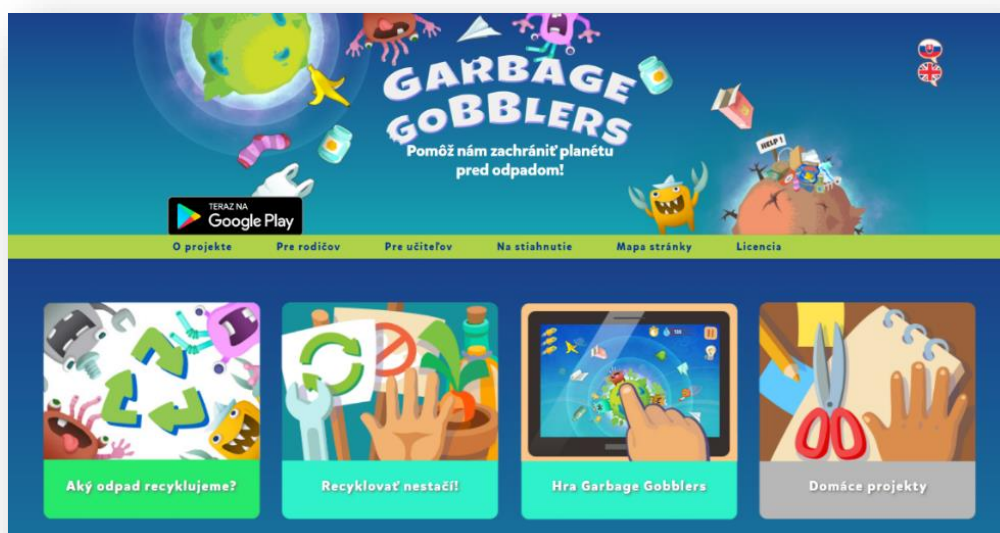 GARBAGE
GOBBLERS
Pomôž nám zachrániť planétu
pred odpadom!
HELP!
TERAZ NA
Google Play
O projekte Pre rodičov Pre učiteľov Na stiahnutie Mapa stránky Licencia
Aký odpad recyklujeme?
Recyklovať nestačí!
Hra Garbage Gobblers
Domáce projekty